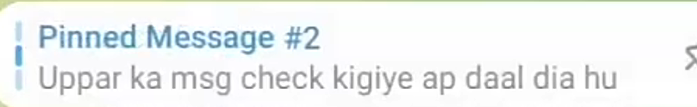 Pinned Message #2
Uppar ka msg check kigiye ap daal dia hu